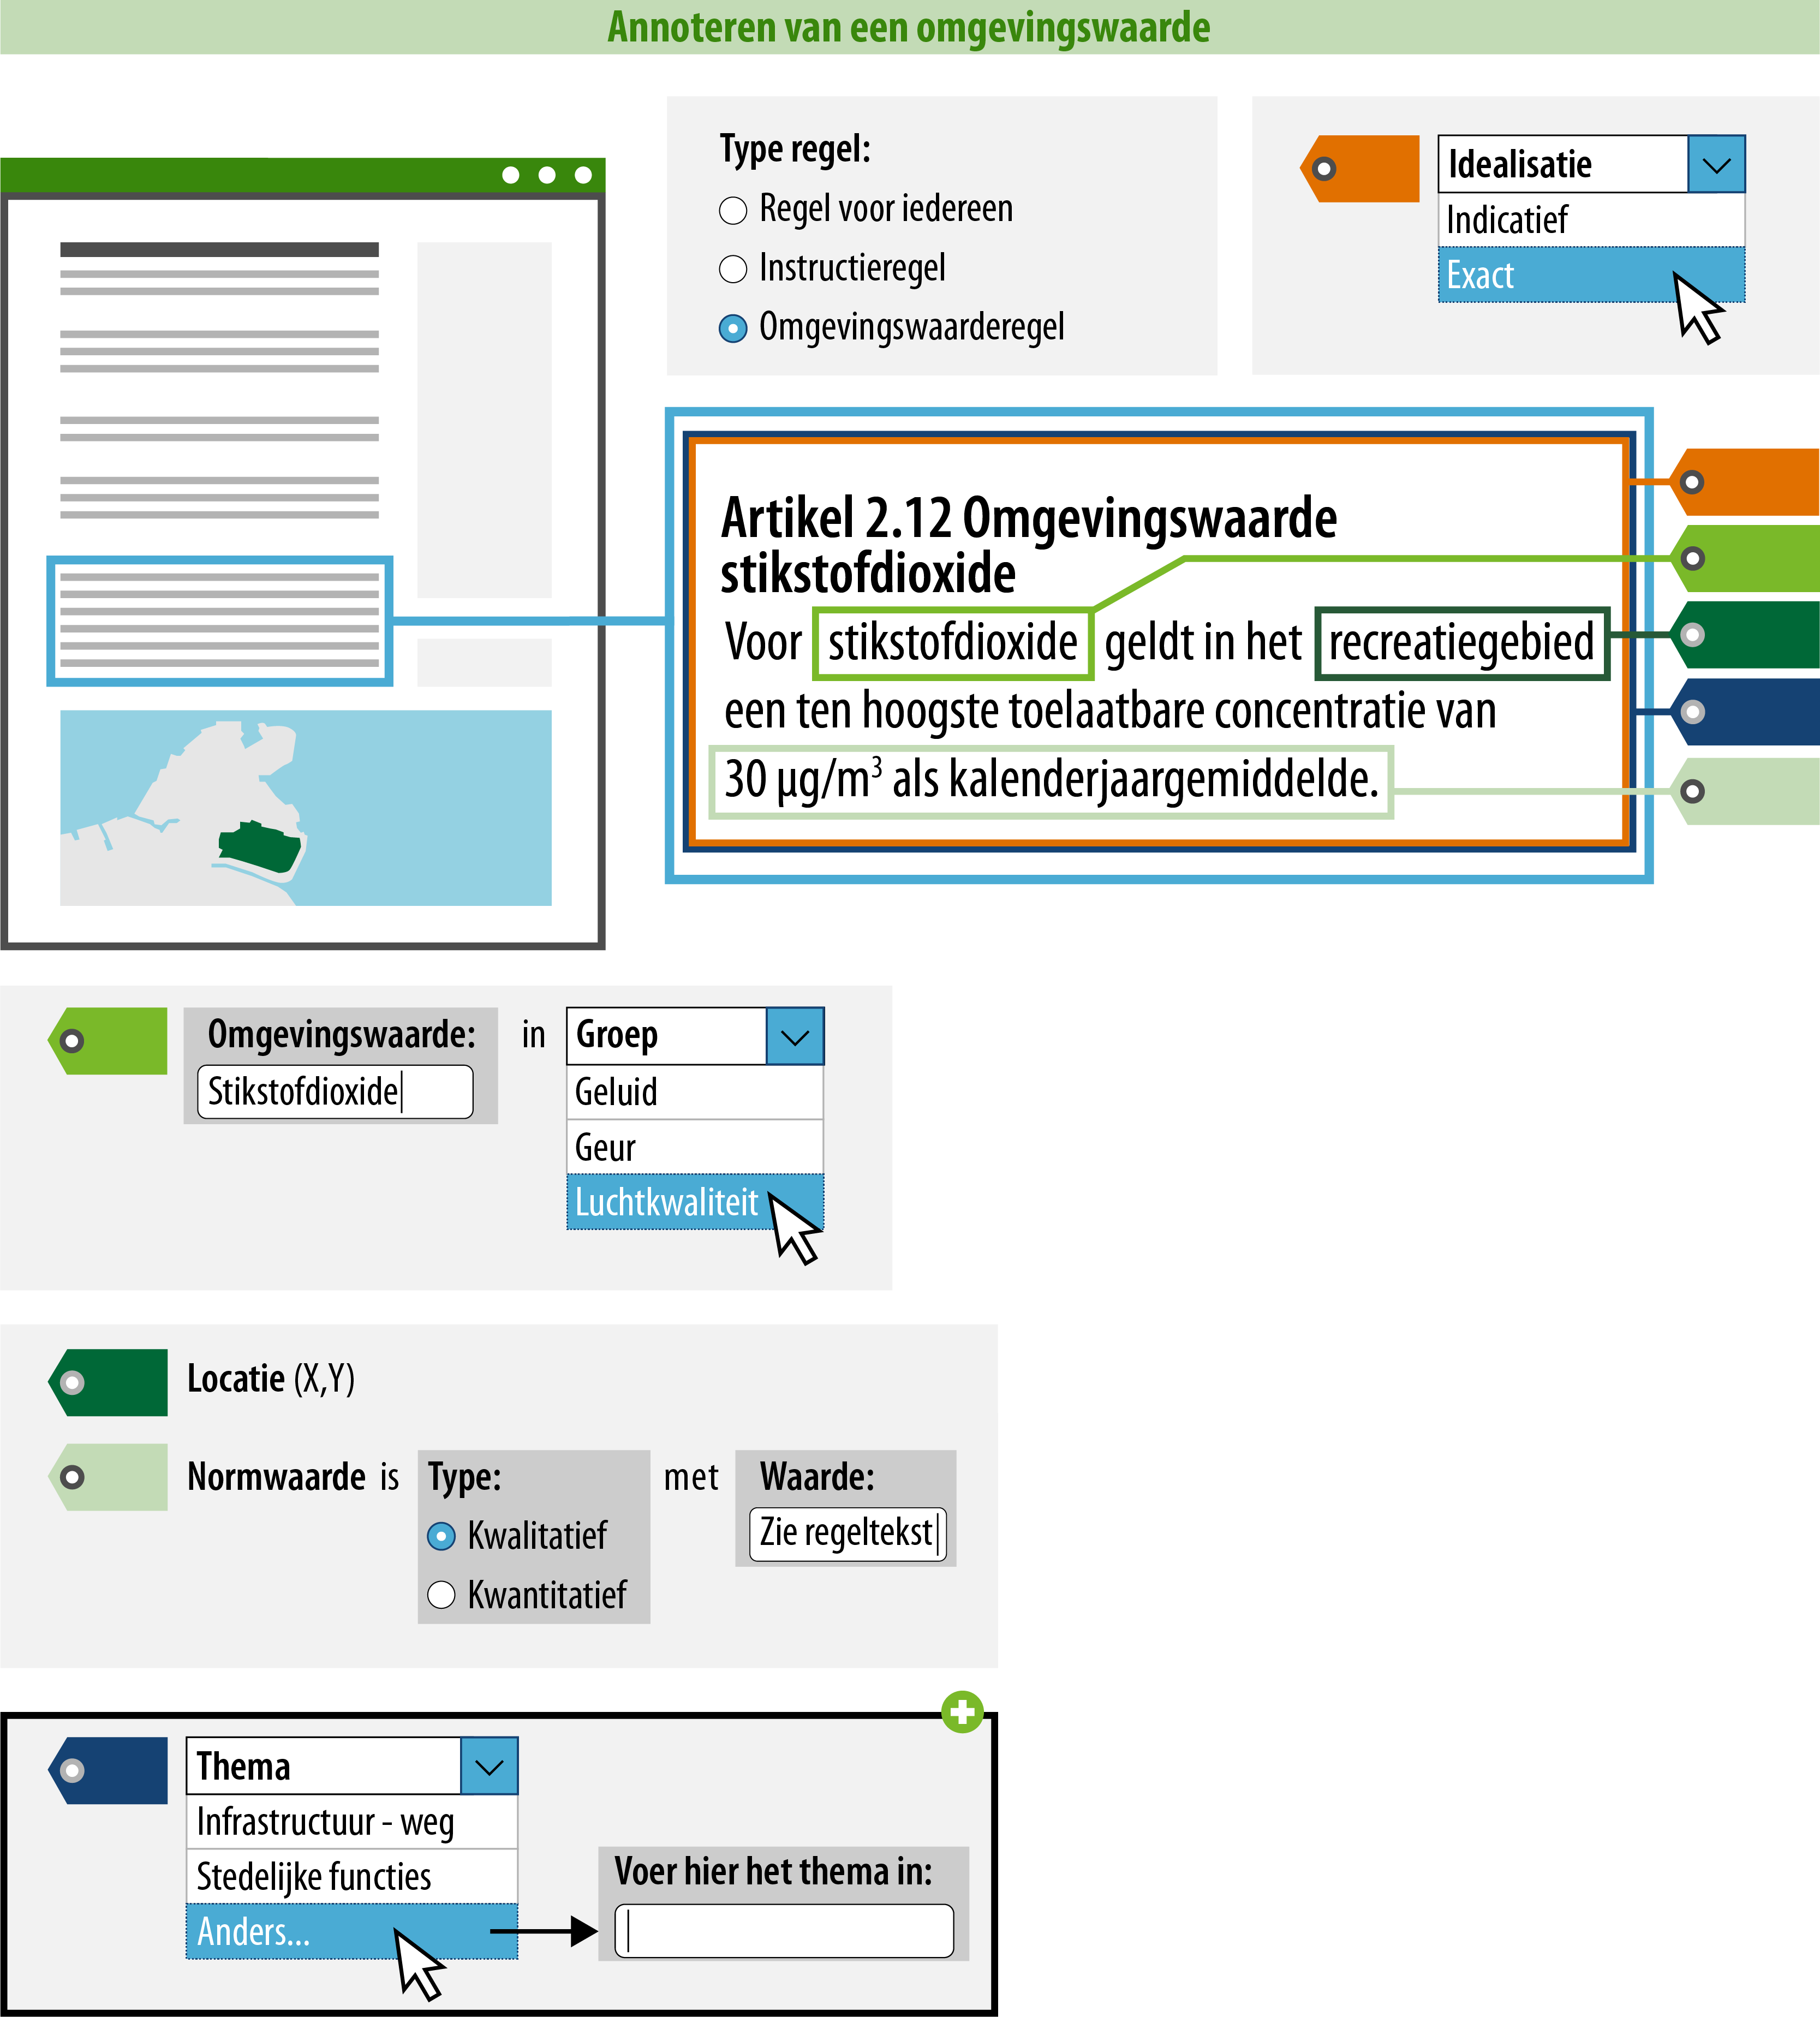 Annoteren van een omgevingswaarde
Type regel:
Regel voor iedereen
Instructieregel
Omgevingswaarderegel
Idealisatie
Indicatief
Exact
Artikel 2.12 Omgevingswaarde
stikstofdioxide
Voor stikstofdioxide geldt in het recreatiegebied
een ten hoogste toelaatbare concentratie van
30 µg/m³ als kalenderjaargemiddelde.
Omgevingswaarde: in Groep
Stikstofdioxide
Geluid
Geur
Luchtkwaliteit
Locatie (X,Y)
Normwaarde is Type: met Waarde:
Kwalitatief
Zie regeltekst
Kwantitatief
Thema
Infrastructuur - weg
Stedelijke functies
Anders...
Voer hier het thema in: